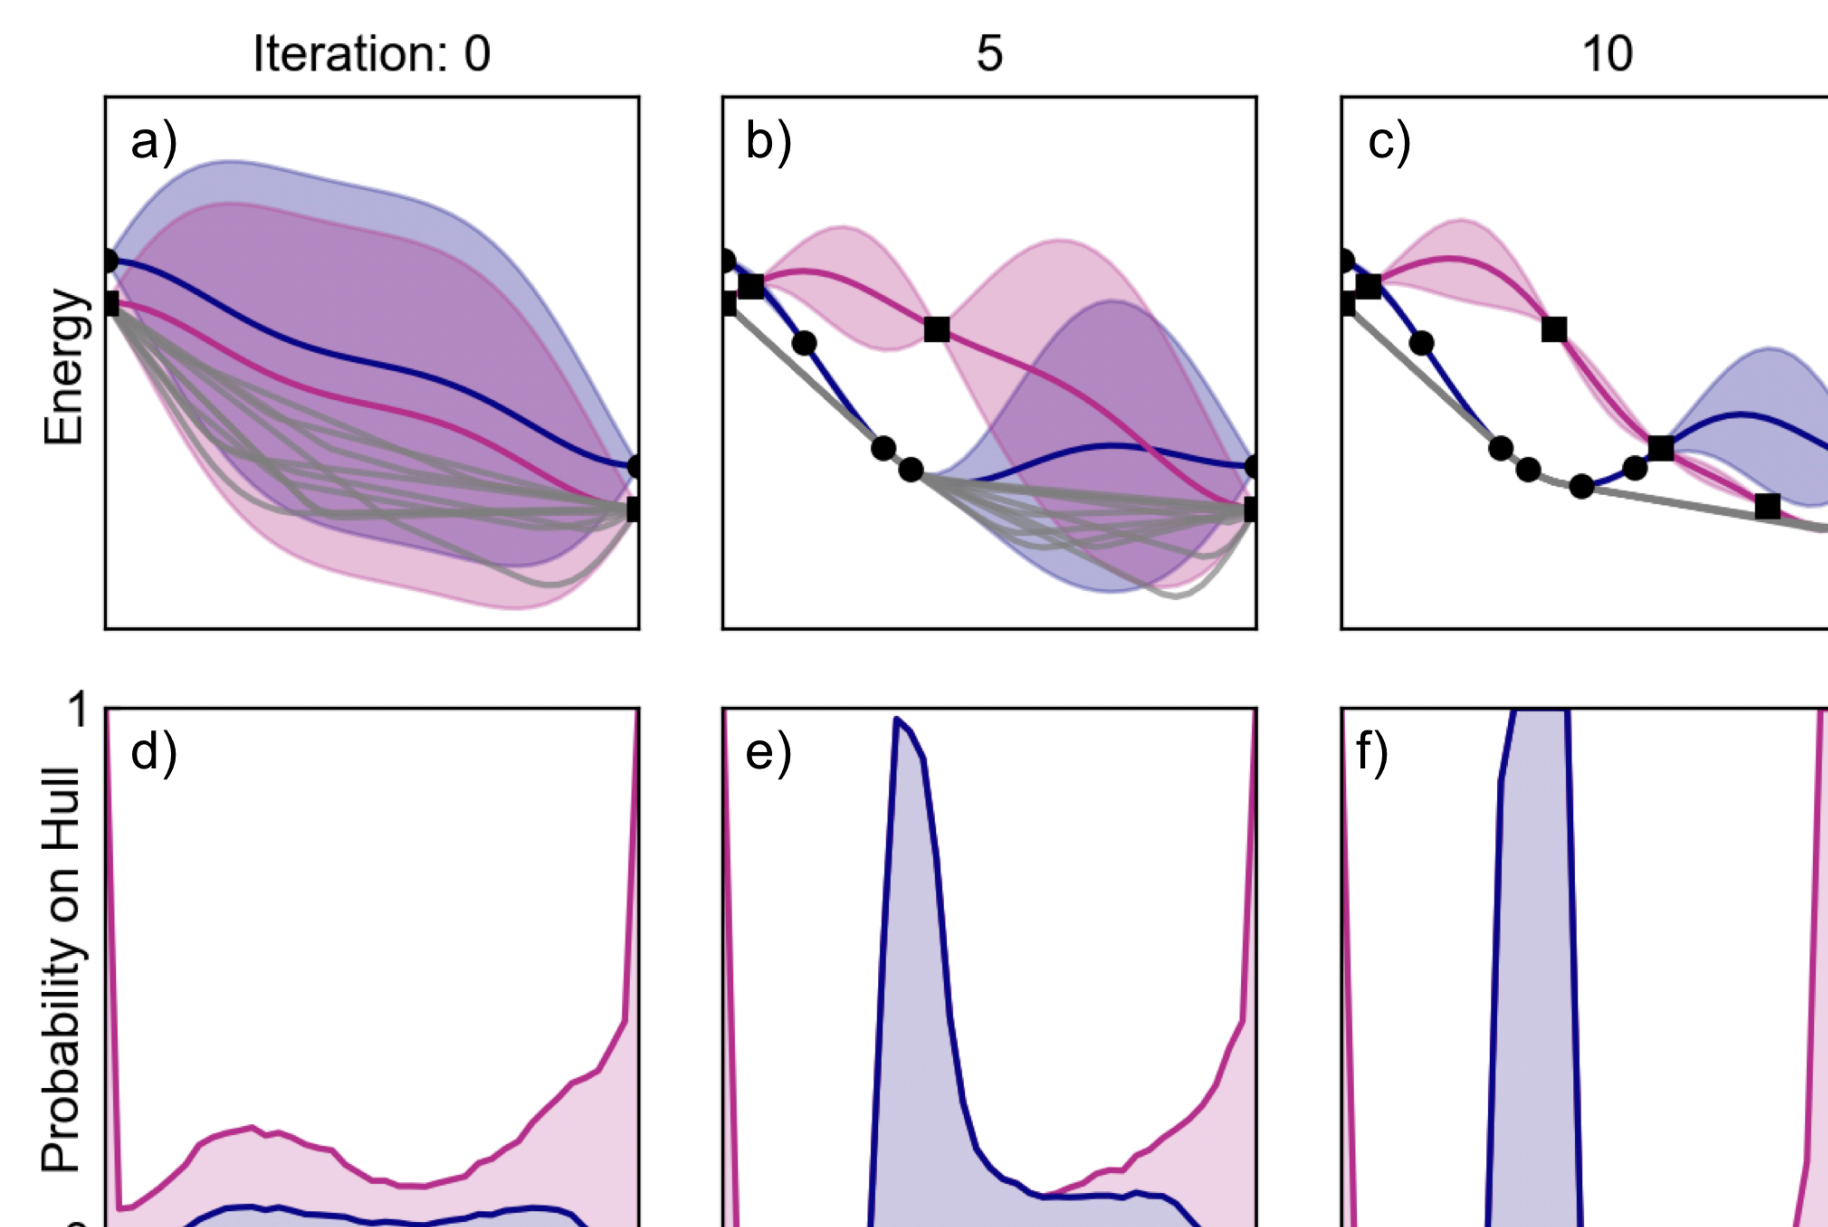 Iteration: 0 5 10
a) b) c)
Energy
1
d) e) f)
Probability on Hull